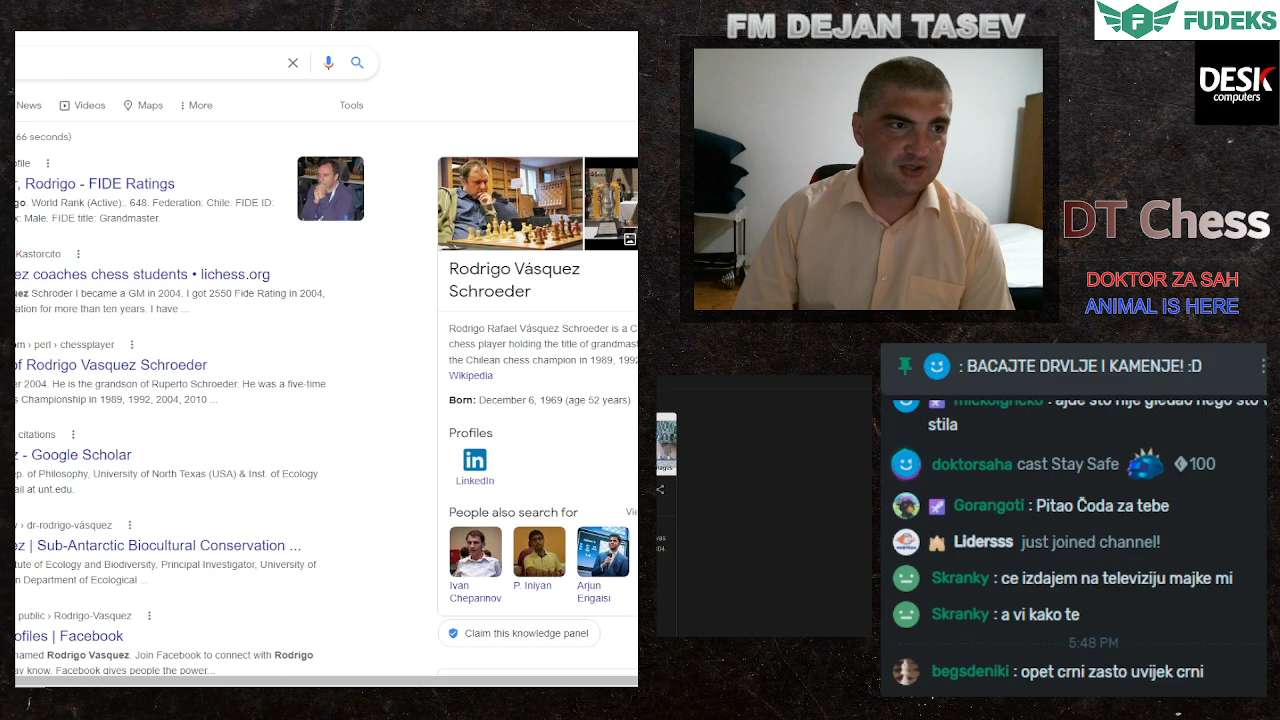 FM DEJAN TASEV
FUDEKS
DESK
computers
DT Chess
DOKTOR ZA SAH
ANIMAL IS HERE
News
Videos
Maps
More
Tools
66 seconds)
ofile
, Rodrigo - FIDE Ratings
go. World Rank (Active):. 648. Federation: Chile. FIDE ID:
x: Male. FIDE title: Grandmaster.
Kastorcito
ez coaches chess students • lichess.org
uez Schroder I became a GM in 2004. I got 2550 Fide Rating in 2004,
ation for more than ten years. I have ...
om › perl › chessplayer
of Rodrigo Vasquez Schroeder
er 2004. He is the grandson of Ruperto Schroeder. He was a five-time
s Championship in 1989, 1992, 2004, 2010 ...
citations
z - Google Scholar
p. of Philosophy, University of North Texas (USA) & Inst. of Ecology
ail at unt.edu.
› dr-rodrigo-vásquez
ez | Sub-Antarctic Biocultural Conservation ...
tute of Ecology and Biodiversity, Principal Investigator, University of
n Department of Ecological ...
public › Rodrigo-Vasquez
ofiles | Facebook
named Rodrigo Vasquez. Join Facebook to connect with Rodrigo
ay know. Facebook gives people the power...
Rodrigo Vásquez
Schroeder
Rodrigo Rafael Vásquez Schroeder is a C
chess player holding the title of grandmas
the Chilean chess champion in 1989, 1992
Wikipedia
Born: December 6, 1969 (age 52 years)
Profiles
LinkedIn
People also search for
Vie
Ivan
Cheparinov
P. Iniyan
Arjun
Erigaisi
Claim this knowledge panel
: BACAJTE DRVLJE I KAMENJE! :D
stila
doktorsaha cast Stay Safe 100
Gorangoti : Pitao Čoda za tebe
Lidersss just joined channel!
Skranky : ce izdajem na televiziju majke mi
Skranky : a vi kako te
5:48 PM
begsdeniki : opet crni zasto uvijek crni